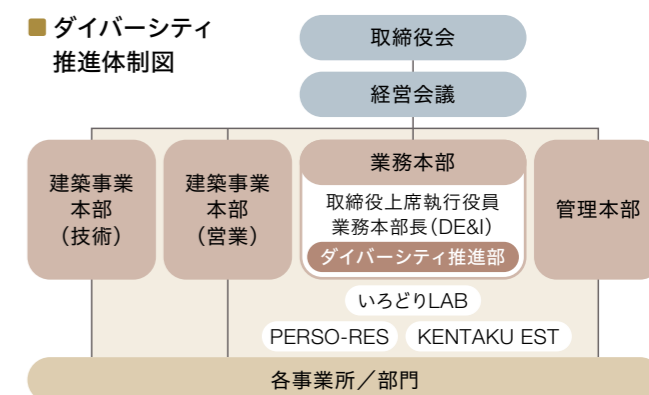 ■ ダイバーシティ
推進体制図
取締役会
経営会議
建築事業
本部
（技術）
建築事業
本部
（営業）
業務本部
取締役上席執行役員
業務本部長（DE&I）
ダイバーシティ推進部
管理本部
いろどりLAB
PERSO-RES
KENTAKU EST
各事業所／部門